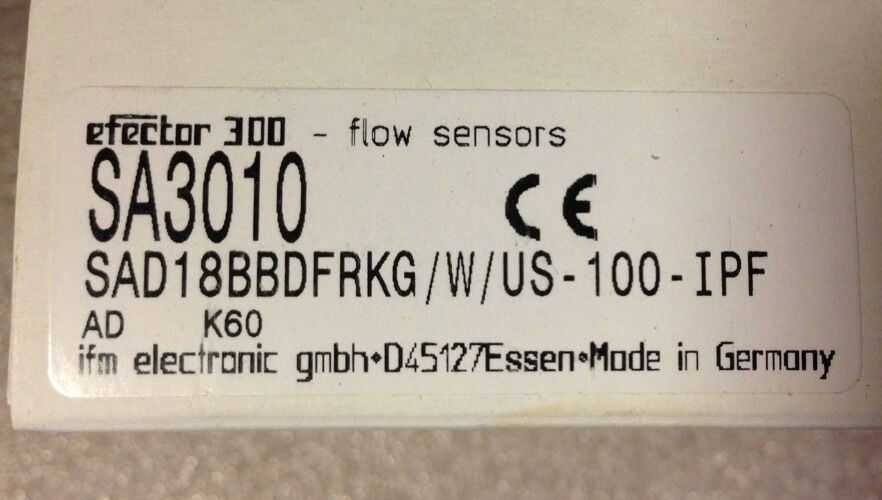 efector 300 - flow sensors
SA3010 CE
SAD18BBDFRKG/W/US-100-IPF
AD K60
ifm electronic gmbh•D45127Essen•Made in Germany